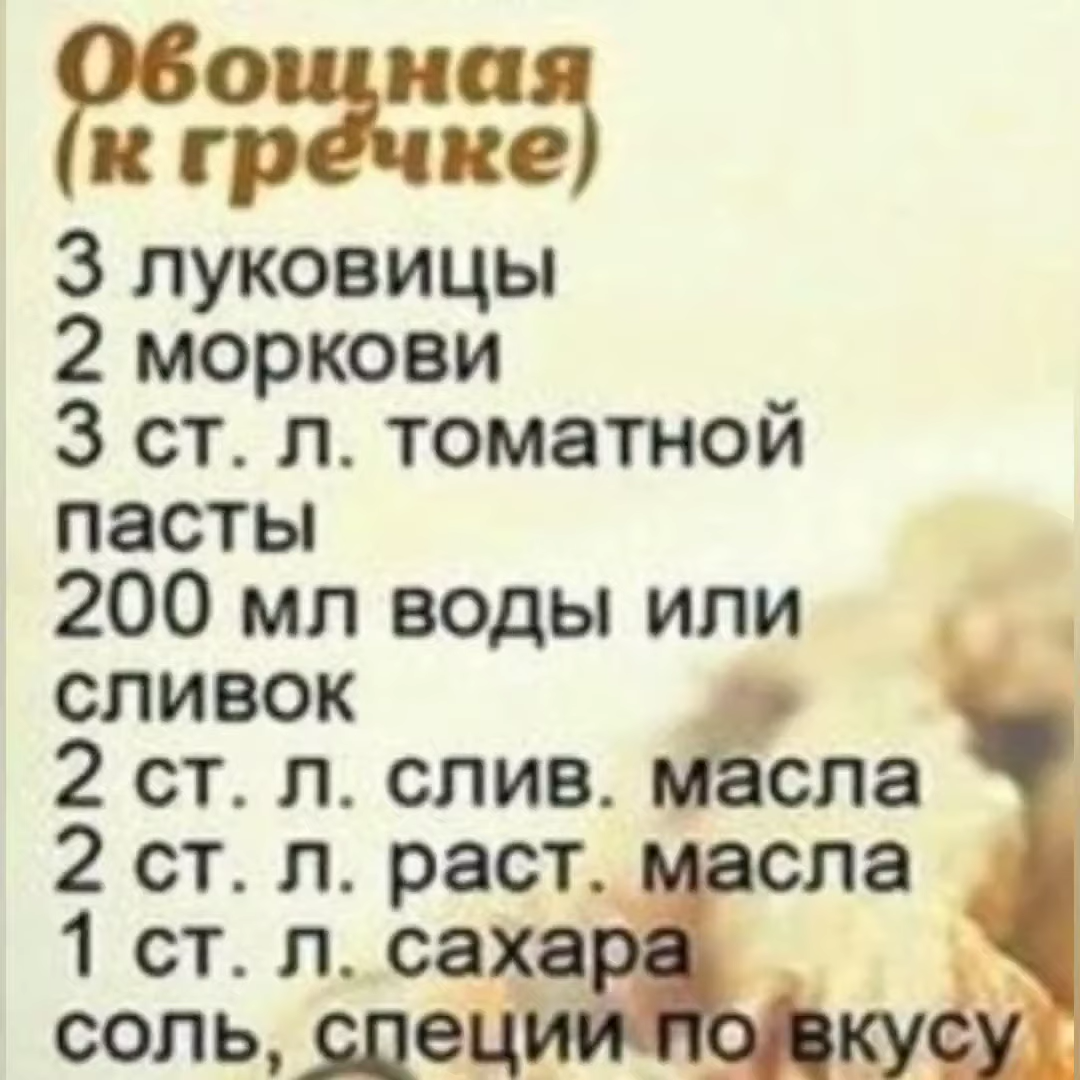 Овощная
(к гречке)
3 луковицы
2 моркови
3 ст. л. томатной
пасты
200 мл воды или
сливок
2 ст. л. слив. масла
2 ст. л. раст. масла
1 ст. л. сахара
соль, специи по вкусу